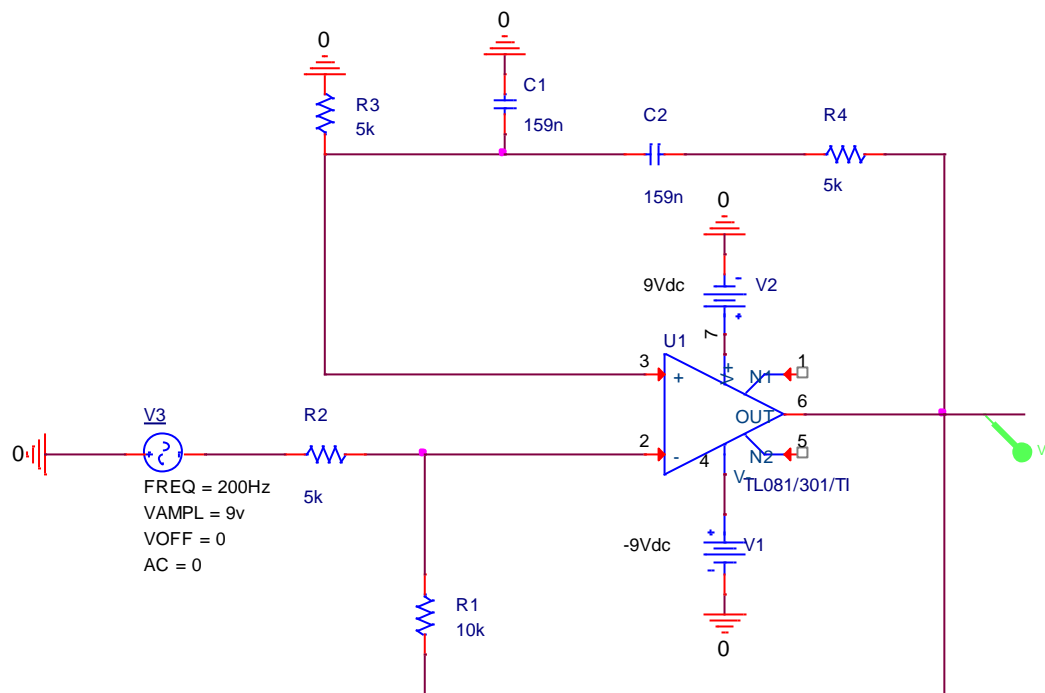 0
0
R3
5k
C1
159n
C2
159n
R4
5k
0
9Vdc
V2
-
+
7
U1
3
+
V+
N1
1
OUT
6
V3
R2
0
+
-
5k
FREQ = 200Hz
VAMPL = 9v
VOFF = 0
AC = 0
2
-
4
V-
N2
5
TL081/301/TI
V
-9Vdc
+
-
V1
R1
10k
0